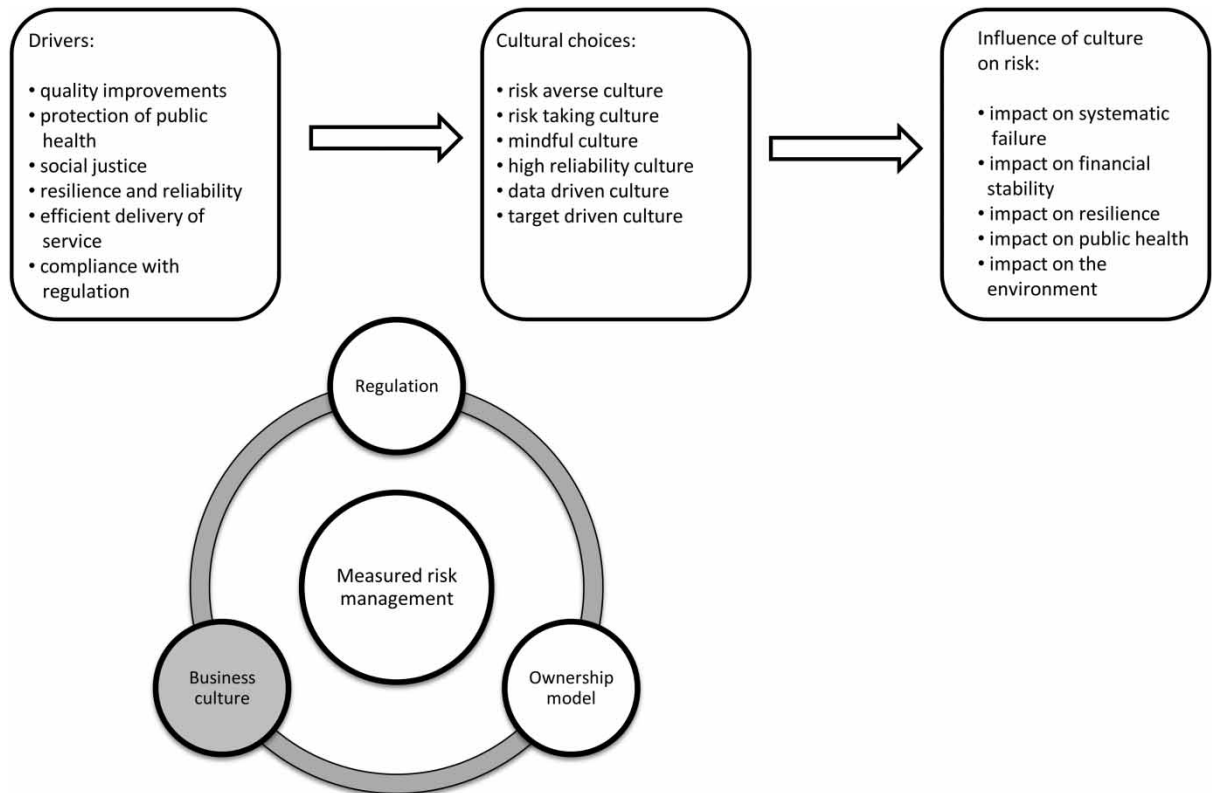 Drivers:
• quality improvements
• protection of public
health
• social justice
• resilience and reliability
• efficient delivery of
service
• compliance with
regulation
Cultural choices:
• risk averse culture
• risk taking culture
• mindful culture
• high reliability culture
• data driven culture
• target driven culture
Influence of culture
on risk:
• impact on systematic
failure
• impact on financial
stability
• impact on resilience
• impact on public health
• impact on the
environment
Regulation
Measured risk
management
Business
culture
Ownership
model